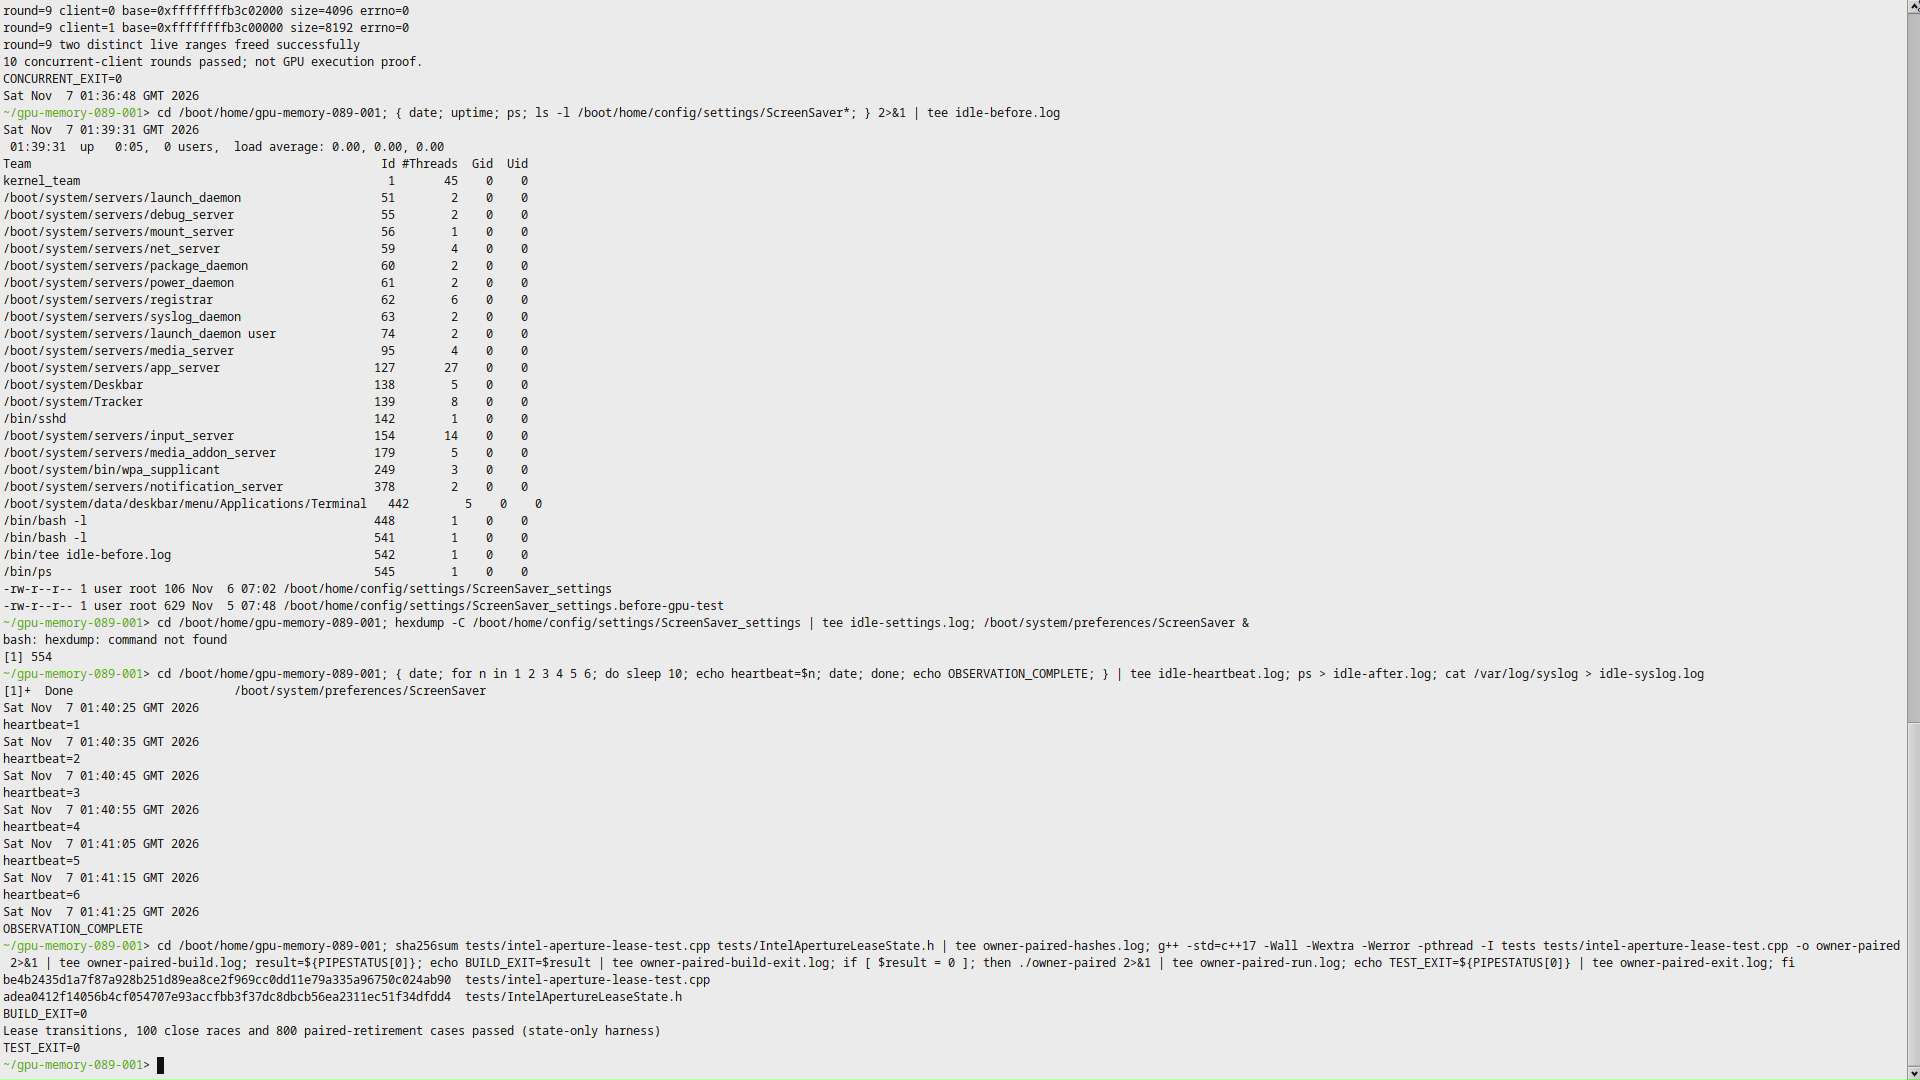 round=9 client=0 base=0xffffffffb3c02000 size=4096 errno=0
round=9 client=1 base=0xffffffffb3c00000 size=8192 errno=0
round=9 two distinct live ranges freed successfully
10 concurrent-client rounds passed; not GPU execution proof.
CONCURRENT_EXIT=0
Sat Nov  7 01:36:48 GMT 2026
~/gpu-memory-089-001> cd /boot/home/gpu-memory-089-001; { date; uptime; ps; ls -l /boot/home/config/settings/ScreenSaver*; } 2>&1 | tee idle-before.log
Sat Nov  7 01:39:31 GMT 2026
 01:39:31  up   0:05,  0 users,  load average: 0.00, 0.00, 0.00
Team                                                  Id #Threads  Gid  Uid
kernel_team                                            1       45    0    0
/boot/system/servers/launch_daemon                    51        2    0    0
/boot/system/servers/debug_server                     55        2    0    0
/boot/system/servers/mount_server                     56        1    0    0
/boot/system/servers/net_server                       59        4    0    0
/boot/system/servers/package_daemon                   60        2    0    0
/boot/system/servers/power_daemon                     61        2    0    0
/boot/system/servers/registrar                        62        6    0    0
/boot/system/servers/syslog_daemon                    63        2    0    0
/boot/system/servers/launch_daemon user               74        2    0    0
/boot/system/servers/media_server                     95        4    0    0
/boot/system/servers/app_server                      127       27    0    0
/boot/system/Deskbar                                 138        5    0    0
/boot/system/Tracker                                 139        8    0    0
/bin/sshd                                            142        1    0    0
/boot/system/servers/input_server                    154       14    0    0
/boot/system/servers/media_addon_server              179        5    0    0
/boot/system/bin/wpa_supplicant                      249        3    0    0
/boot/system/servers/notification_server             378        2    0    0
/boot/system/data/deskbar/menu/Applications/Terminal   442        5    0    0
/bin/bash -l                                         448        1    0    0
/bin/bash -l                                         541        1    0    0
/bin/tee idle-before.log                             542        1    0    0
/bin/ps                                              545        1    0    0
-rw-r--r-- 1 user root 106 Nov  6 07:02 /boot/home/config/settings/ScreenSaver_settings
-rw-r--r-- 1 user root 629 Nov  5 07:48 /boot/home/config/settings/ScreenSaver_settings.before-gpu-test
~/gpu-memory-089-001> cd /boot/home/gpu-memory-089-001; hexdump -C /boot/home/config/settings/ScreenSaver_settings | tee idle-settings.log; /boot/system/preferences/ScreenSaver &
bash: hexdump: command not found
[1] 554
~/gpu-memory-089-001> cd /boot/home/gpu-memory-089-001; { date; for n in 1 2 3 4 5 6; do sleep 10; echo heartbeat=$n; date; done; echo OBSERVATION_COMPLETE; } | tee idle-heartbeat.log; ps > idle-after.log; cat /var/log/syslog > idle-syslog.log
[1]+  Done                    /boot/system/preferences/ScreenSaver
Sat Nov  7 01:40:25 GMT 2026
heartbeat=1
Sat Nov  7 01:40:35 GMT 2026
heartbeat=2
Sat Nov  7 01:40:45 GMT 2026
heartbeat=3
Sat Nov  7 01:40:55 GMT 2026
heartbeat=4
Sat Nov  7 01:41:05 GMT 2026
heartbeat=5
Sat Nov  7 01:41:15 GMT 2026
heartbeat=6
Sat Nov  7 01:41:25 GMT 2026
OBSERVATION_COMPLETE
~/gpu-memory-089-001> cd /boot/home/gpu-memory-089-001; sha256sum tests/intel-aperture-lease-test.cpp tests/IntelApertureLeaseState.h | tee owner-paired-hashes.log; g++ -std=c++17 -Wall -Wextra -Werror -pthread -I tests tests/intel-aperture-lease-test.cpp -o owner-paired
 2>&1 | tee owner-paired-build.log; result=${PIPESTATUS[0]}; echo BUILD_EXIT=$result | tee owner-paired-build-exit.log; if [ $result = 0 ]; then ./owner-paired 2>&1 | tee owner-paired-run.log; echo TEST_EXIT=${PIPESTATUS[0]} | tee owner-paired-exit.log; fi
be4b2435d1a7f87a928b251d89ea8ce2f969cc0dd11e79a335a96750c024ab90  tests/intel-aperture-lease-test.cpp
adea0412f14056b4cf054707e93accfbb3f37dc8dbcb56ea2311ec51f34dfdd4  tests/IntelApertureLeaseState.h
BUILD_EXIT=0
Lease transitions, 100 close races and 800 paired-retirement cases passed (state-only harness)
TEST_EXIT=0
~/gpu-memory-089-001>